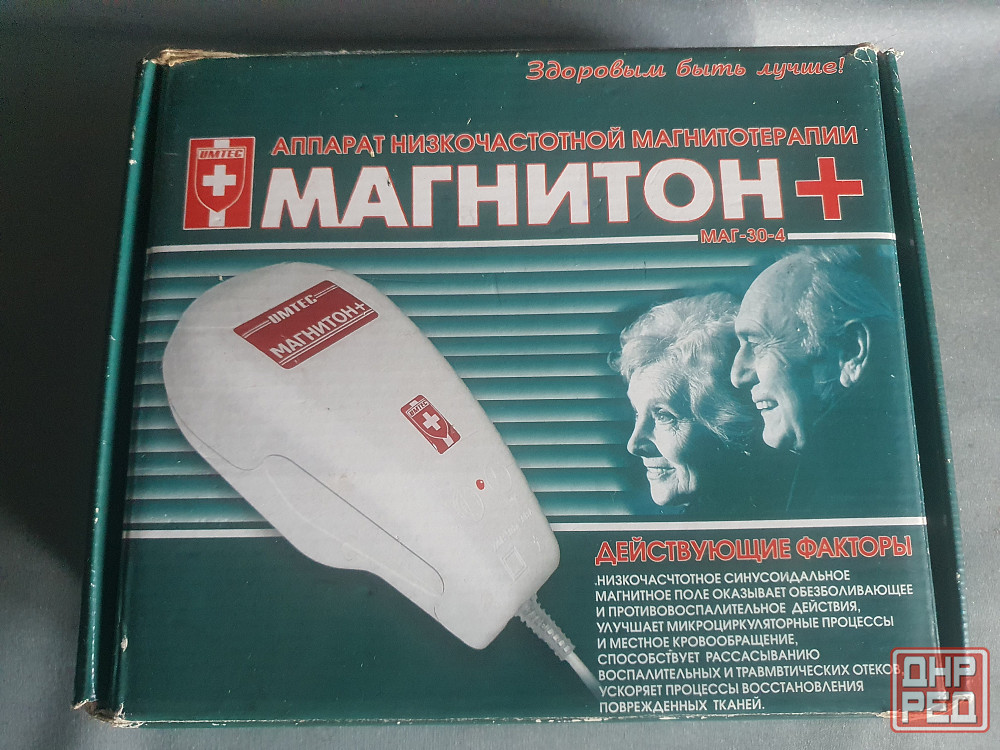 Здоровым быть лучше!
UMTEC
АППАРАТ НИЗКОЧАСТОТНОЙ МАГНИТОТЕРАПИИ
МАГНИТОН+
МАГ-30-4
UMTEC
МАГНИТОН+
UMTEC
ДЕЙСТВУЮЩИЕ ФАКТОРЫ
.НИЗКОЧАСЧТОТНОЕ СИНУСОИДАЛЬНОЕ
МАГНИТНОЕ ПОЛЕ ОКАЗЫВАЕТ ОБЕЗБОЛИВАЮЩЕЕ
И ПРОТИВОВОСПАЛИТЕЛЬНОЕ ДЕЙСТВИЯ,
УЛУЧШАЕТ МИКРОЦИРКУЛЯТОРНЫЕ ПРОЦЕССЫ
И МЕСТНОЕ КРОВООБРАЩЕНИЕ,
СПОСОБСТВУЕТ РАССАСЫВАНИЮ
ВОСПАЛИТЕЛЬНЫХ И ТРАВМВТИЧЕСКИХ ОТЕКОВ,
УСКОРЯЕТ ПРОЦЕССЫ ВОССТАНОВЛЕНИЯ
ПОВРЕЖДЕННЫХ ТКАНЕЙ.
ДНР
РЕД